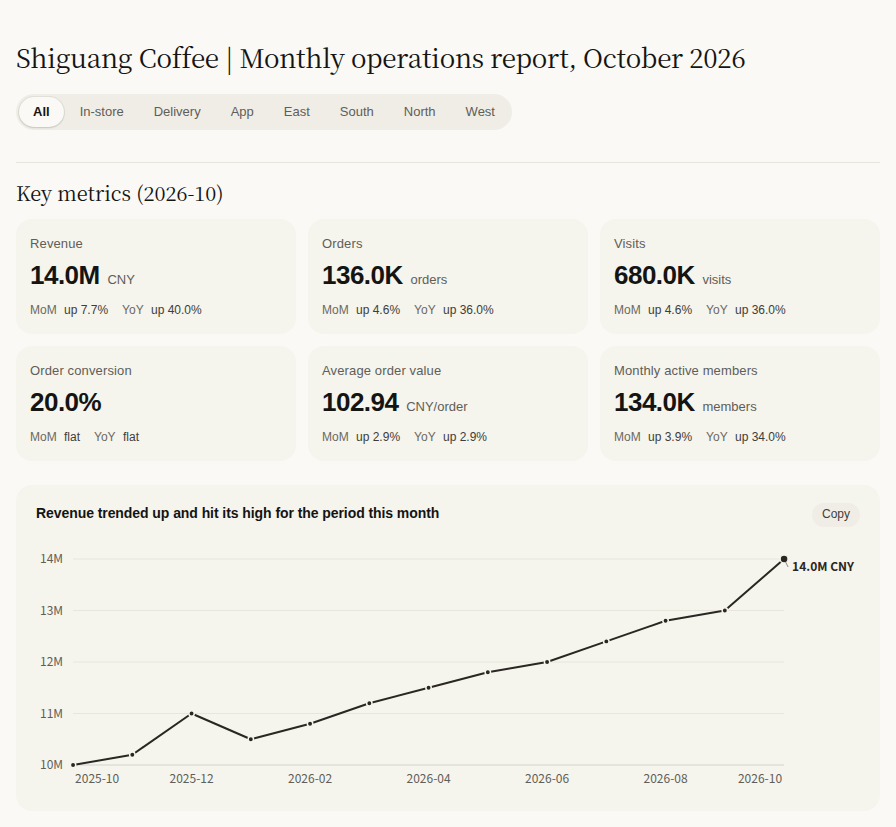 Shiguang Coffee | Monthly operations report, October 2026
All In-store Delivery App East South North West
Key metrics (2026-10)
Revenue
14.0M CNY
MoM up 7.7% YoY up 40.0%
Orders
136.0K orders
MoM up 4.6% YoY up 36.0%
Visits
680.0K visits
MoM up 4.6% YoY up 36.0%
Order conversion
20.0%
MoM flat YoY flat
Average order value
102.94 CNY/order
MoM up 2.9% YoY up 2.9%
Monthly active members
134.0K members
MoM up 3.9% YoY up 34.0%
Revenue trended up and hit its high for the period this month
Copy
14M
14.0M CNY
13M
12M
11M
10M
2025-10 2025-12 2026-02 2026-04 2026-06 2026-08 2026-10